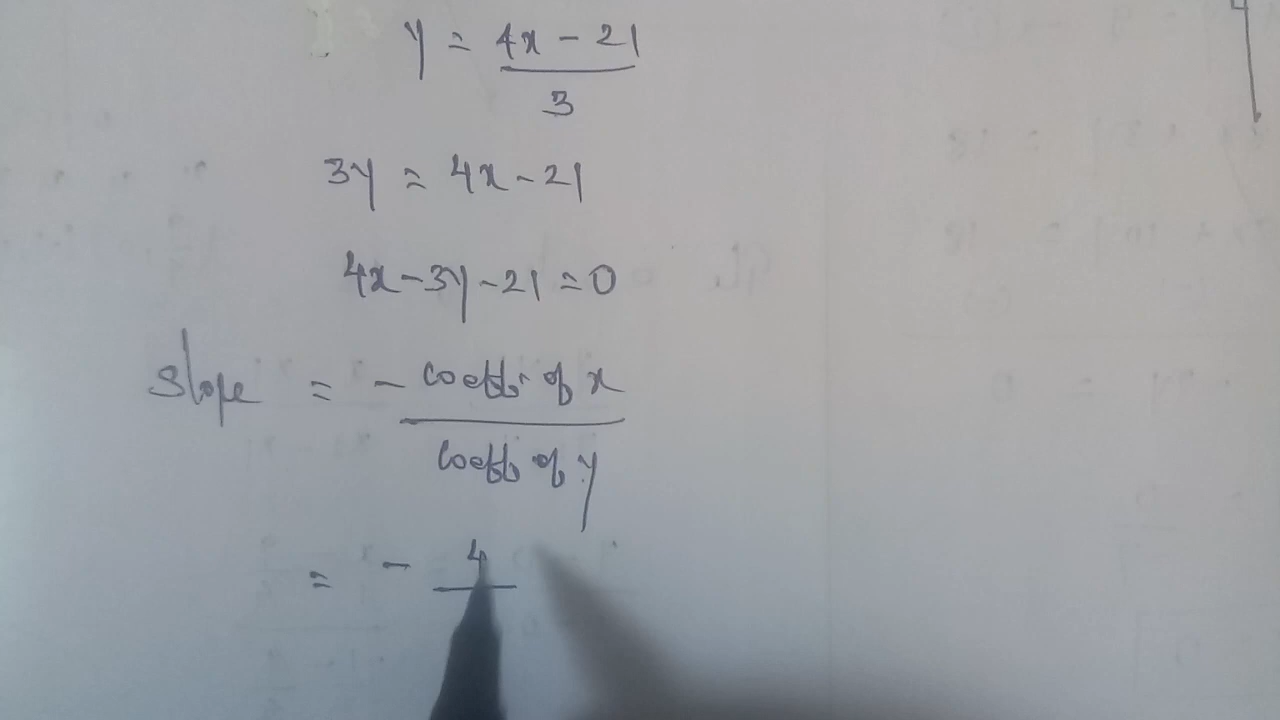 y = 4x - 21
3
3y = 4x - 21
4x - 3y - 21 = 0
Slope = - coeff. of x
coeff of y
= - 4